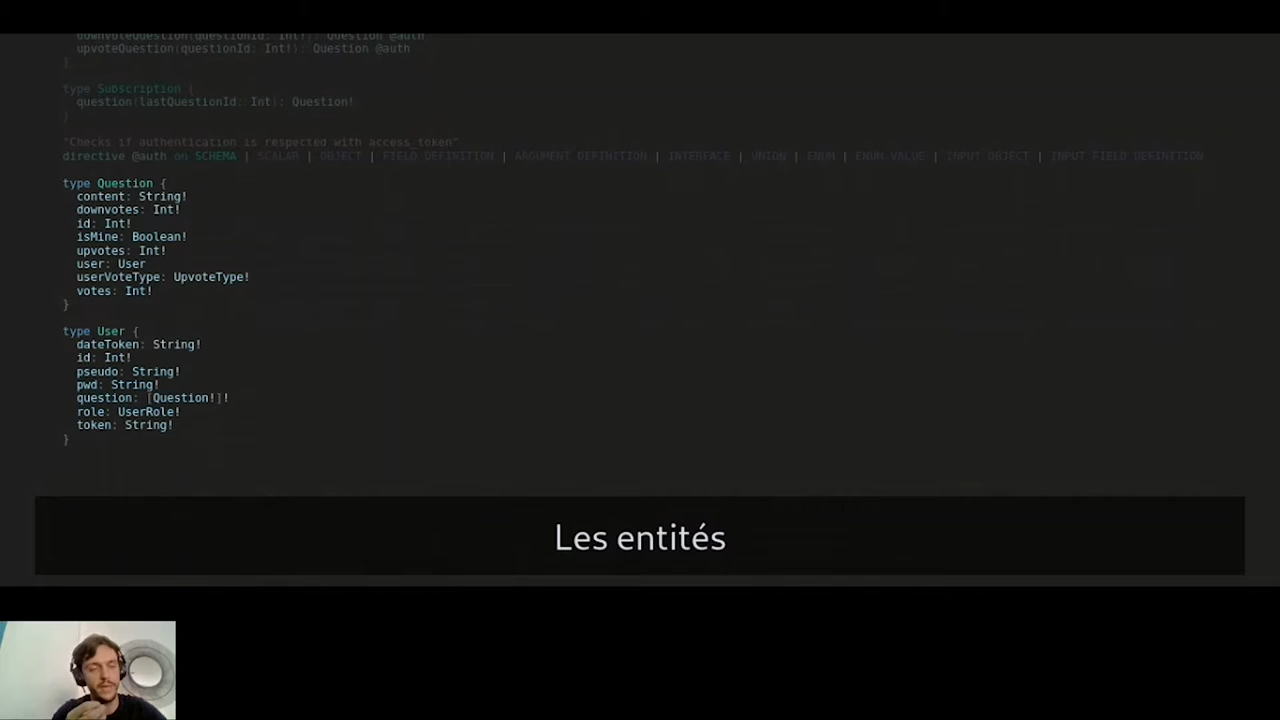 downvoteQuestion(questionId: Int!): Question @auth
upvoteQuestion(questionId: Int!): Question @auth
}
type Subscription {
question(lastQuestionId: Int): Question!
}
"Checks if authentication is respected with access_token"
directive @auth on SCHEMA | SCALAR | OBJECT | FIELD_DEFINITION | ARGUMENT_DEFINITION | INTERFACE | UNION | ENUM | ENUM_VALUE | INPUT_OBJECT | INPUT_FIELD_DEFINITION
type Question {
content: String!
downvotes: Int!
id: Int!
isMine: Boolean!
upvotes: Int!
user: User
userVoteType: UpvoteType!
votes: Int!
}
type User {
dateToken: String!
id: Int!
pseudo: String!
pwd: String!
question: [Question!]!
role: UserRole!
token: String!
}
Les entités